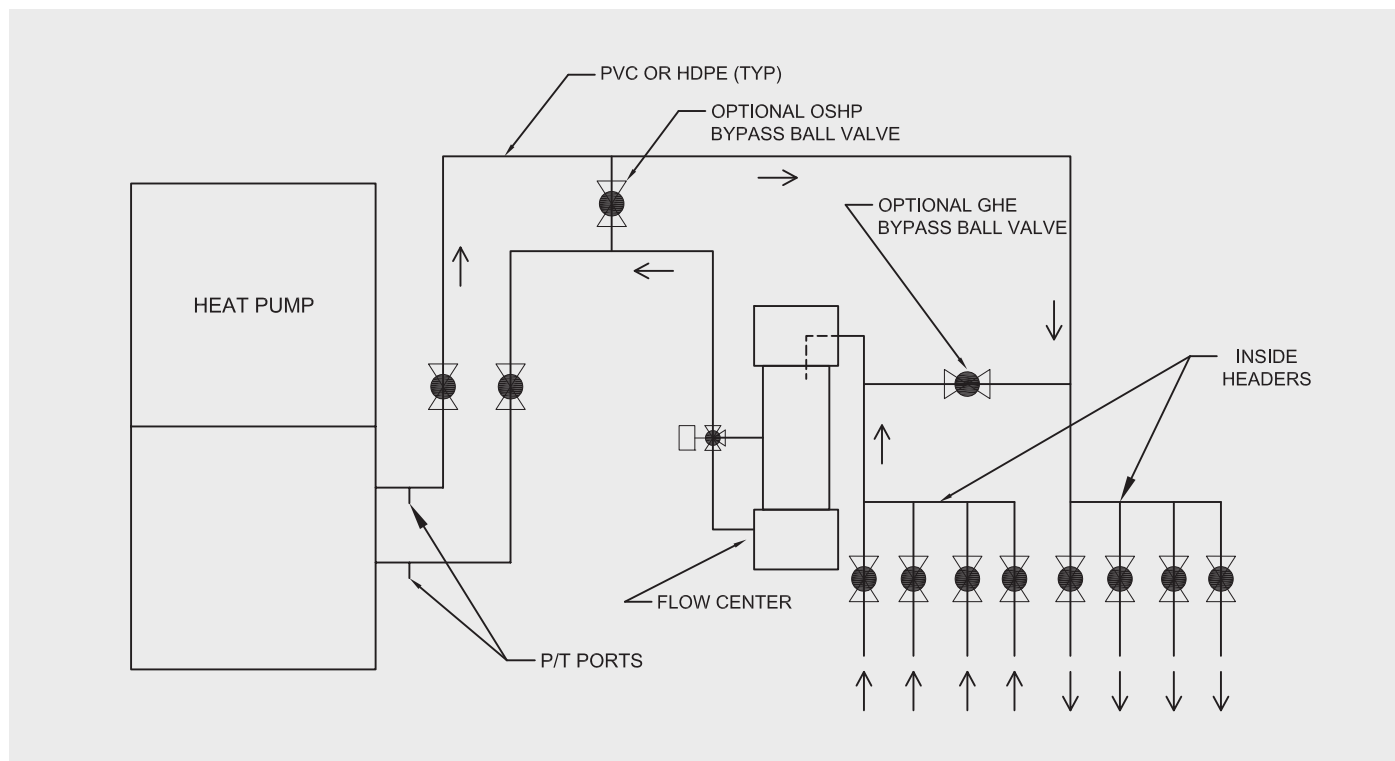 PVC OR HDPE (TYP)
OPTIONAL OSHP
BYPASS BALL VALVE
OPTIONAL GHE
BYPASS BALL VALVE
HEAT PUMP
INSIDE
HEADERS
FLOW CENTER
P/T PORTS